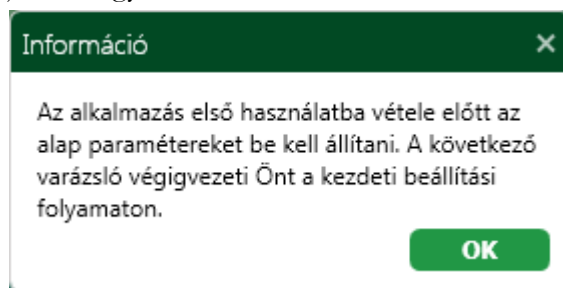 Információ
Az alkalmazás első használatba vétele előtt az
alap paramétereket be kell állítani. A következő
varázsló végigvezeti Önt a kezdeti beállítási
folyamaton.
OK